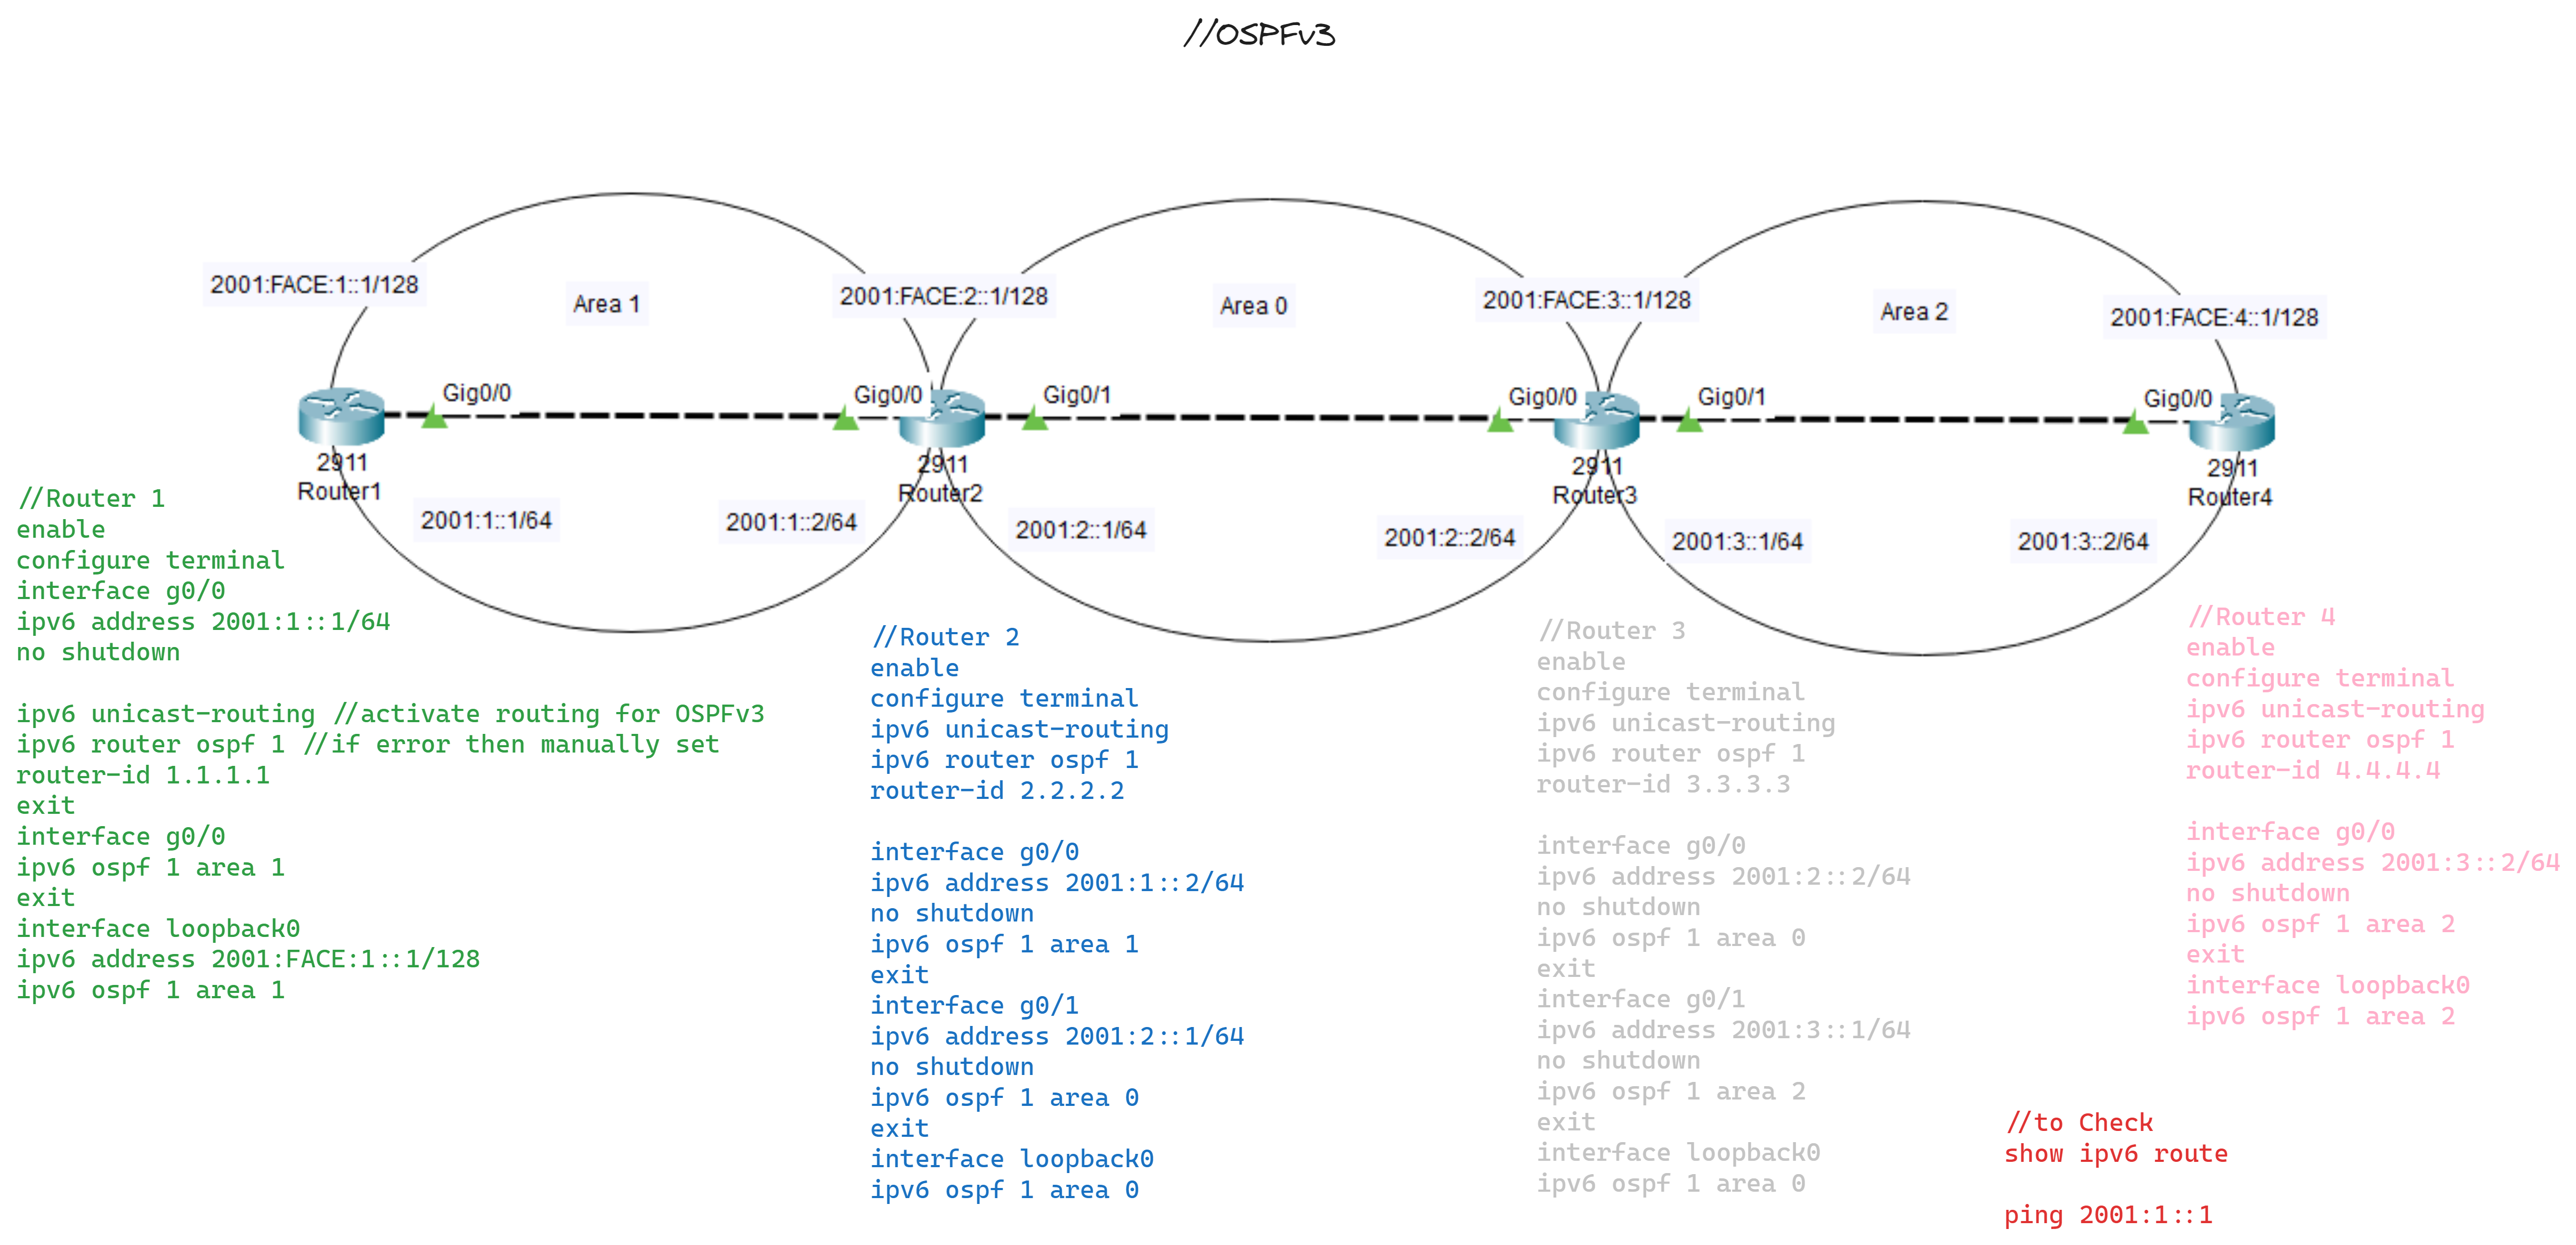 //OSPFv3
2001:FACE:1::1/128
Area 1
2001:FACE:2::1/128
Area 0
2001:FACE:3::1/128
Area 2
2001:FACE:4::1/128
Gig0/0
Gig0/0
Gig0/1
Gig0/0
Gig0/1
Gig0/0
2911
Router1
2911
Router2
2911
Router3
2911
Router4
2001:1::1/64
2001:1::2/64
2001:2::1/64
2001:2::2/64
2001:3::1/64
2001:3::2/64
//Router 1
enable
configure terminal
interface g0/0
ipv6 address 2001:1::1/64
no shutdown
ipv6 unicast-routing //activate routing for OSPFv3
ipv6 router ospf 1 //if error then manually set
router-id 1.1.1.1
exit
interface g0/0
ipv6 ospf 1 area 1
exit
interface loopback0
ipv6 address 2001:FACE:1::1/128
ipv6 ospf 1 area 1
//Router 2
enable
configure terminal
ipv6 unicast-routing
ipv6 router ospf 1
router-id 2.2.2.2
interface g0/0
ipv6 address 2001:1::2/64
no shutdown
ipv6 ospf 1 area 1
exit
interface g0/1
ipv6 address 2001:2::1/64
no shutdown
ipv6 ospf 1 area 0
exit
interface loopback0
ipv6 ospf 1 area 0
//Router 3
enable
configure terminal
ipv6 unicast-routing
ipv6 router ospf 1
router-id 3.3.3.3
interface g0/0
ipv6 address 2001:2::2/64
no shutdown
ipv6 ospf 1 area 0
exit
interface g0/1
ipv6 address 2001:3::1/64
no shutdown
ipv6 ospf 1 area 2
exit
interface loopback0
ipv6 ospf 1 area 0
//Router 4
enable
configure terminal
ipv6 unicast-routing
ipv6 router ospf 1
router-id 4.4.4.4
interface g0/0
ipv6 address 2001:3::2/64
no shutdown
ipv6 ospf 1 area 2
exit
interface loopback0
ipv6 ospf 1 area 2
//to Check
show ipv6 route
ping 2001:1::1